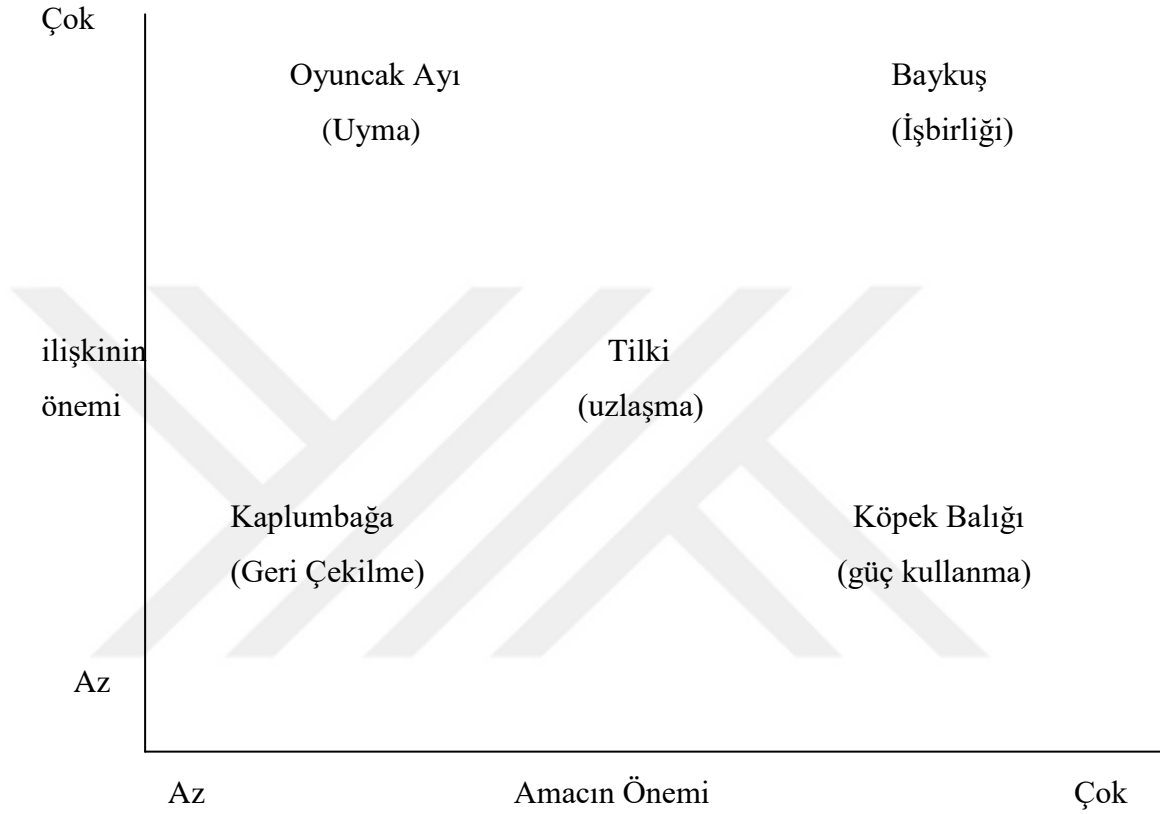 Çok
Oyuncak Ayı
Baykuş
(Uyma)
(İşbirliği)
ilişkinin
Tilki
önemi
(uzlaşma)
Kaplumbağa
Köpek Balığı
(Geri Çekilme)
(güç kullanma)
Az
Az
Amacın Önemi
Çok